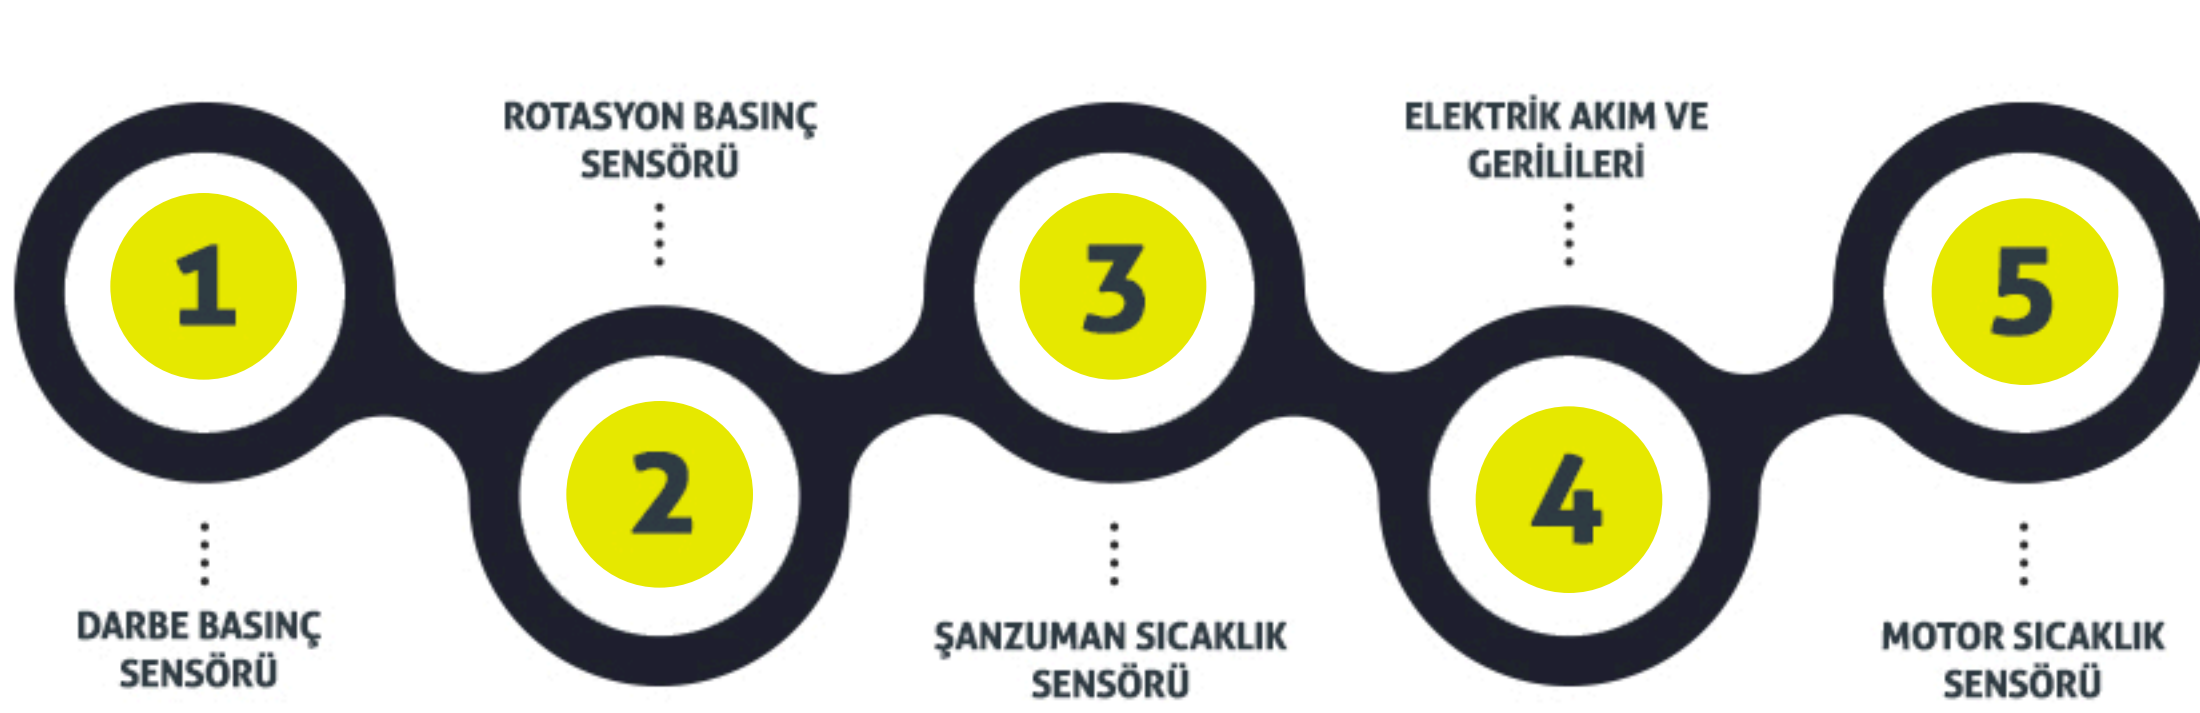 1
DARBE BASINÇ
SENSÖRÜ
ROTASYON BASINÇ
SENSÖRÜ
2
3
ŞANZUMAN SICAKLIK
SENSÖRÜ
ELEKTRİK AKIM VE
GERİLİLERİ
4
5
MOTOR SICAKLIK
SENSÖRÜ